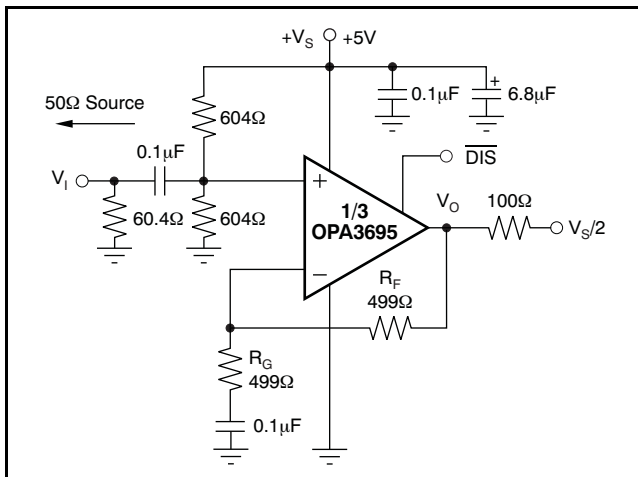 +V_S +5V
50Ω Source
604Ω
0.1μF
6.8μF
+
0.1μF
DIS
V_I
+
1/3
OPA3695
V_O
100Ω
V_S/2
60.4Ω
604Ω
−
R_F
499Ω
R_G
499Ω
0.1μF